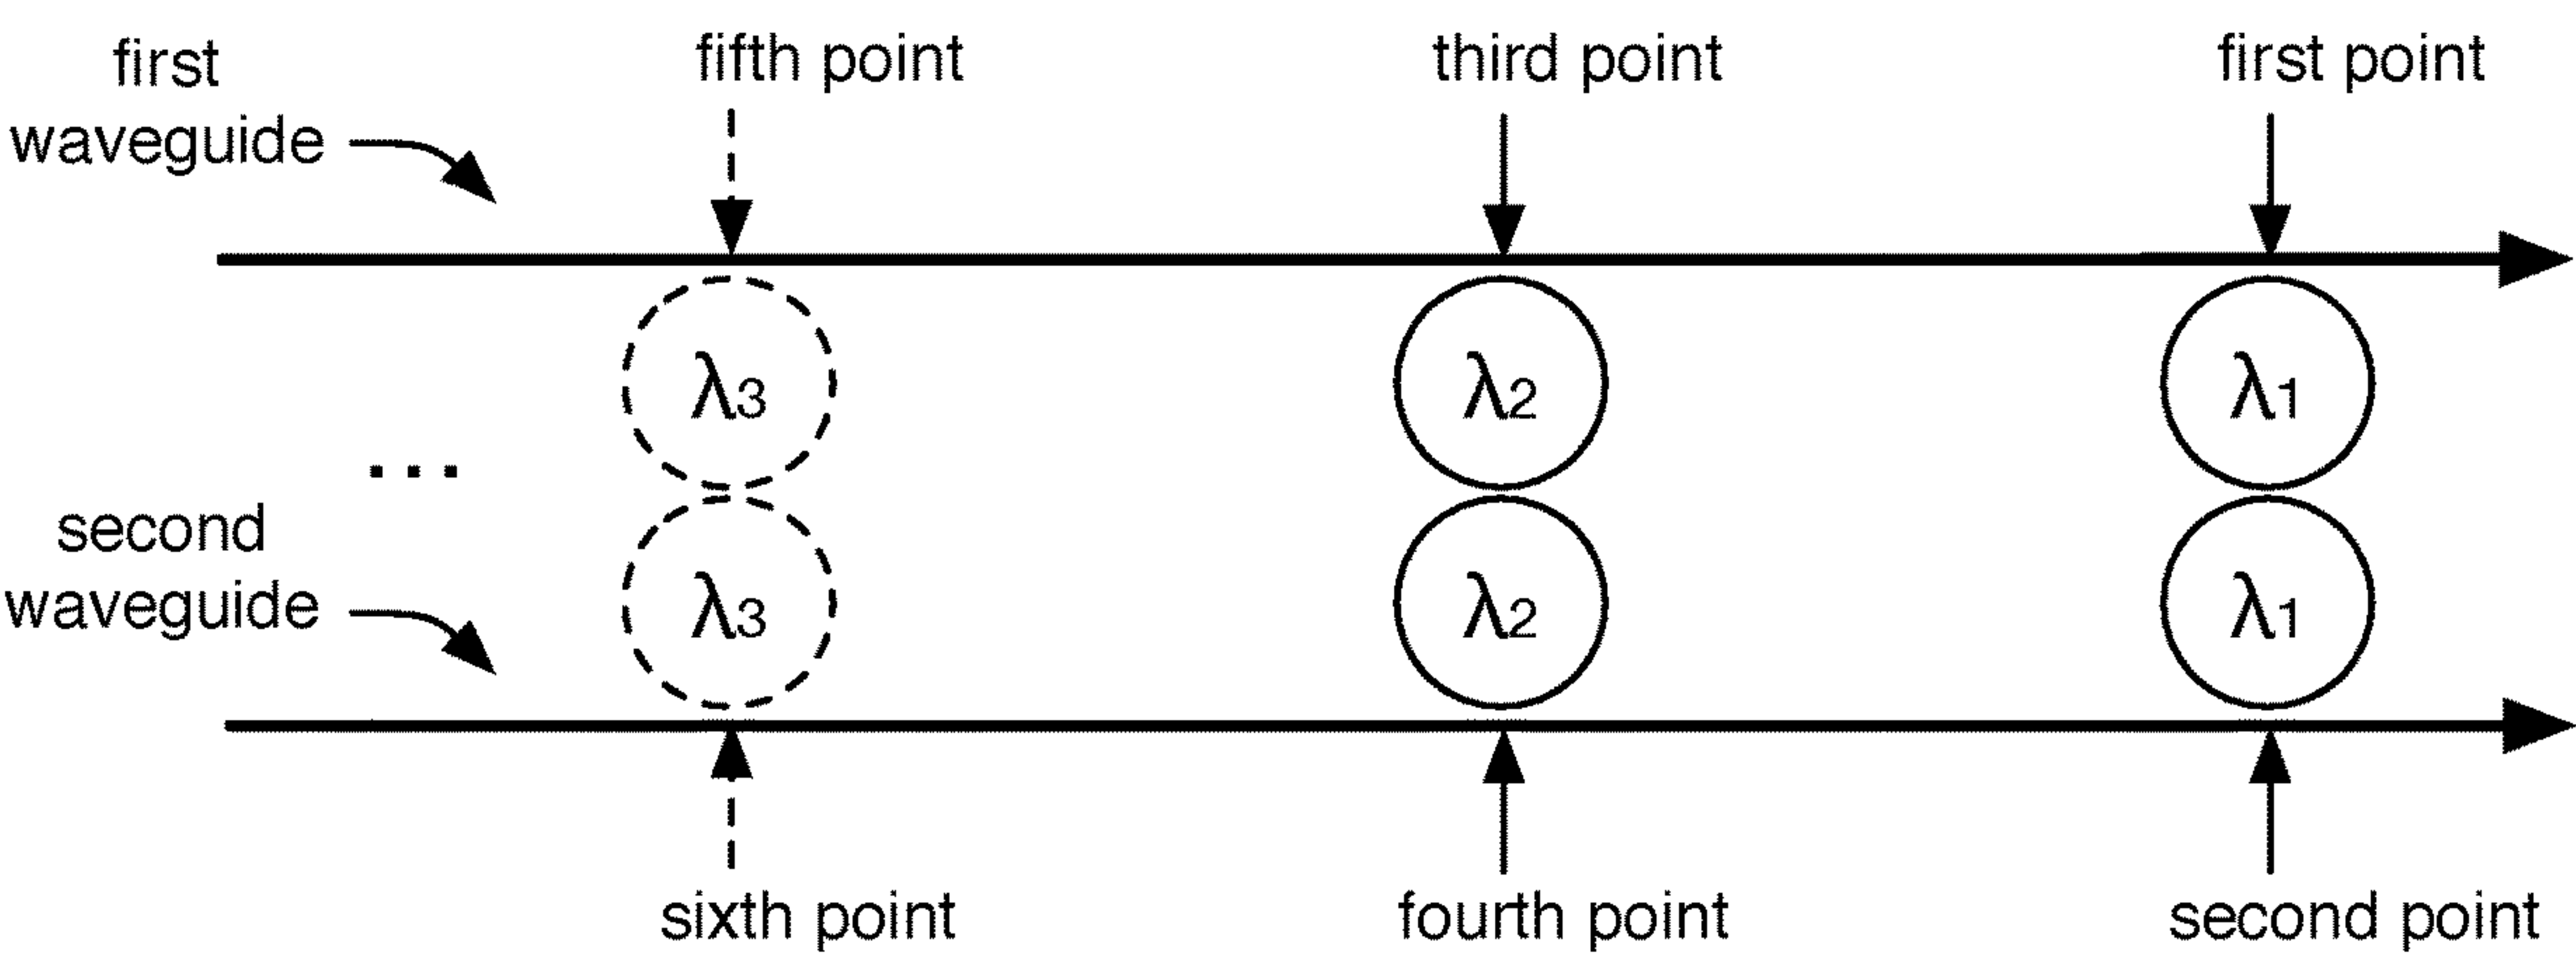 first
waveguide
fifth point
third point
first point
λ3
λ2
λ1
...
second
waveguide
λ3
λ2
λ1
sixth point
fourth point
second point